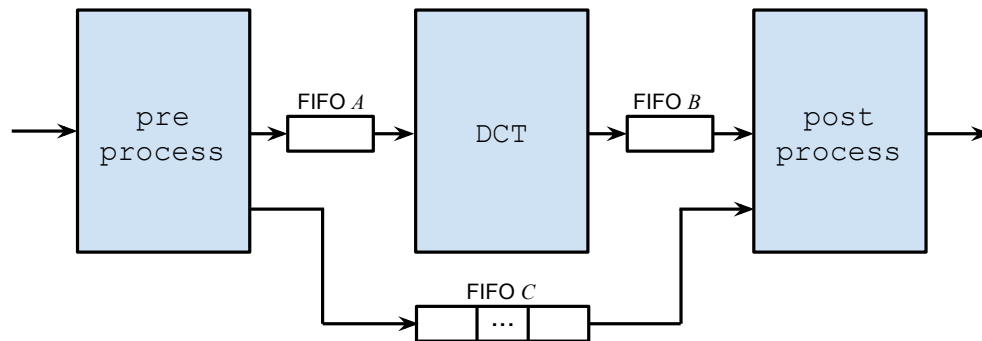 pre
process
FIFO A
DCT
FIFO B
post
process
FIFO C
...